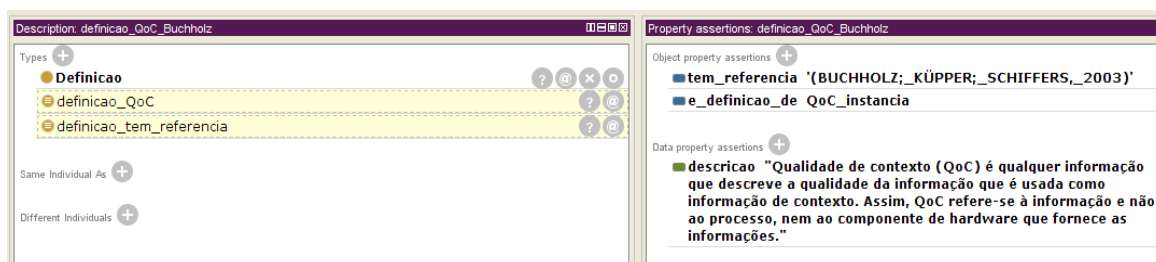 Description: definicao_QoC_Buchholz
Types
Definicao
definicao_QoC
definicao_tem_referencia
Same Individual As
Different Individuals
Property assertions: definicao_QoC_Buchholz
Object property assertions
tem_referencia '(BUCHHOLZ;_KÜPPER;_SCHIFFERS,_2003)'
e_definicao_de QoC_instancia
Data property assertions
descricao "Qualidade de contexto (QoC) é qualquer informação
que descreve a qualidade da informação que é usada como
informação de contexto. Assim, QoC refere-se à informação e não
ao processo, nem ao componente de hardware que fornece as
informações."